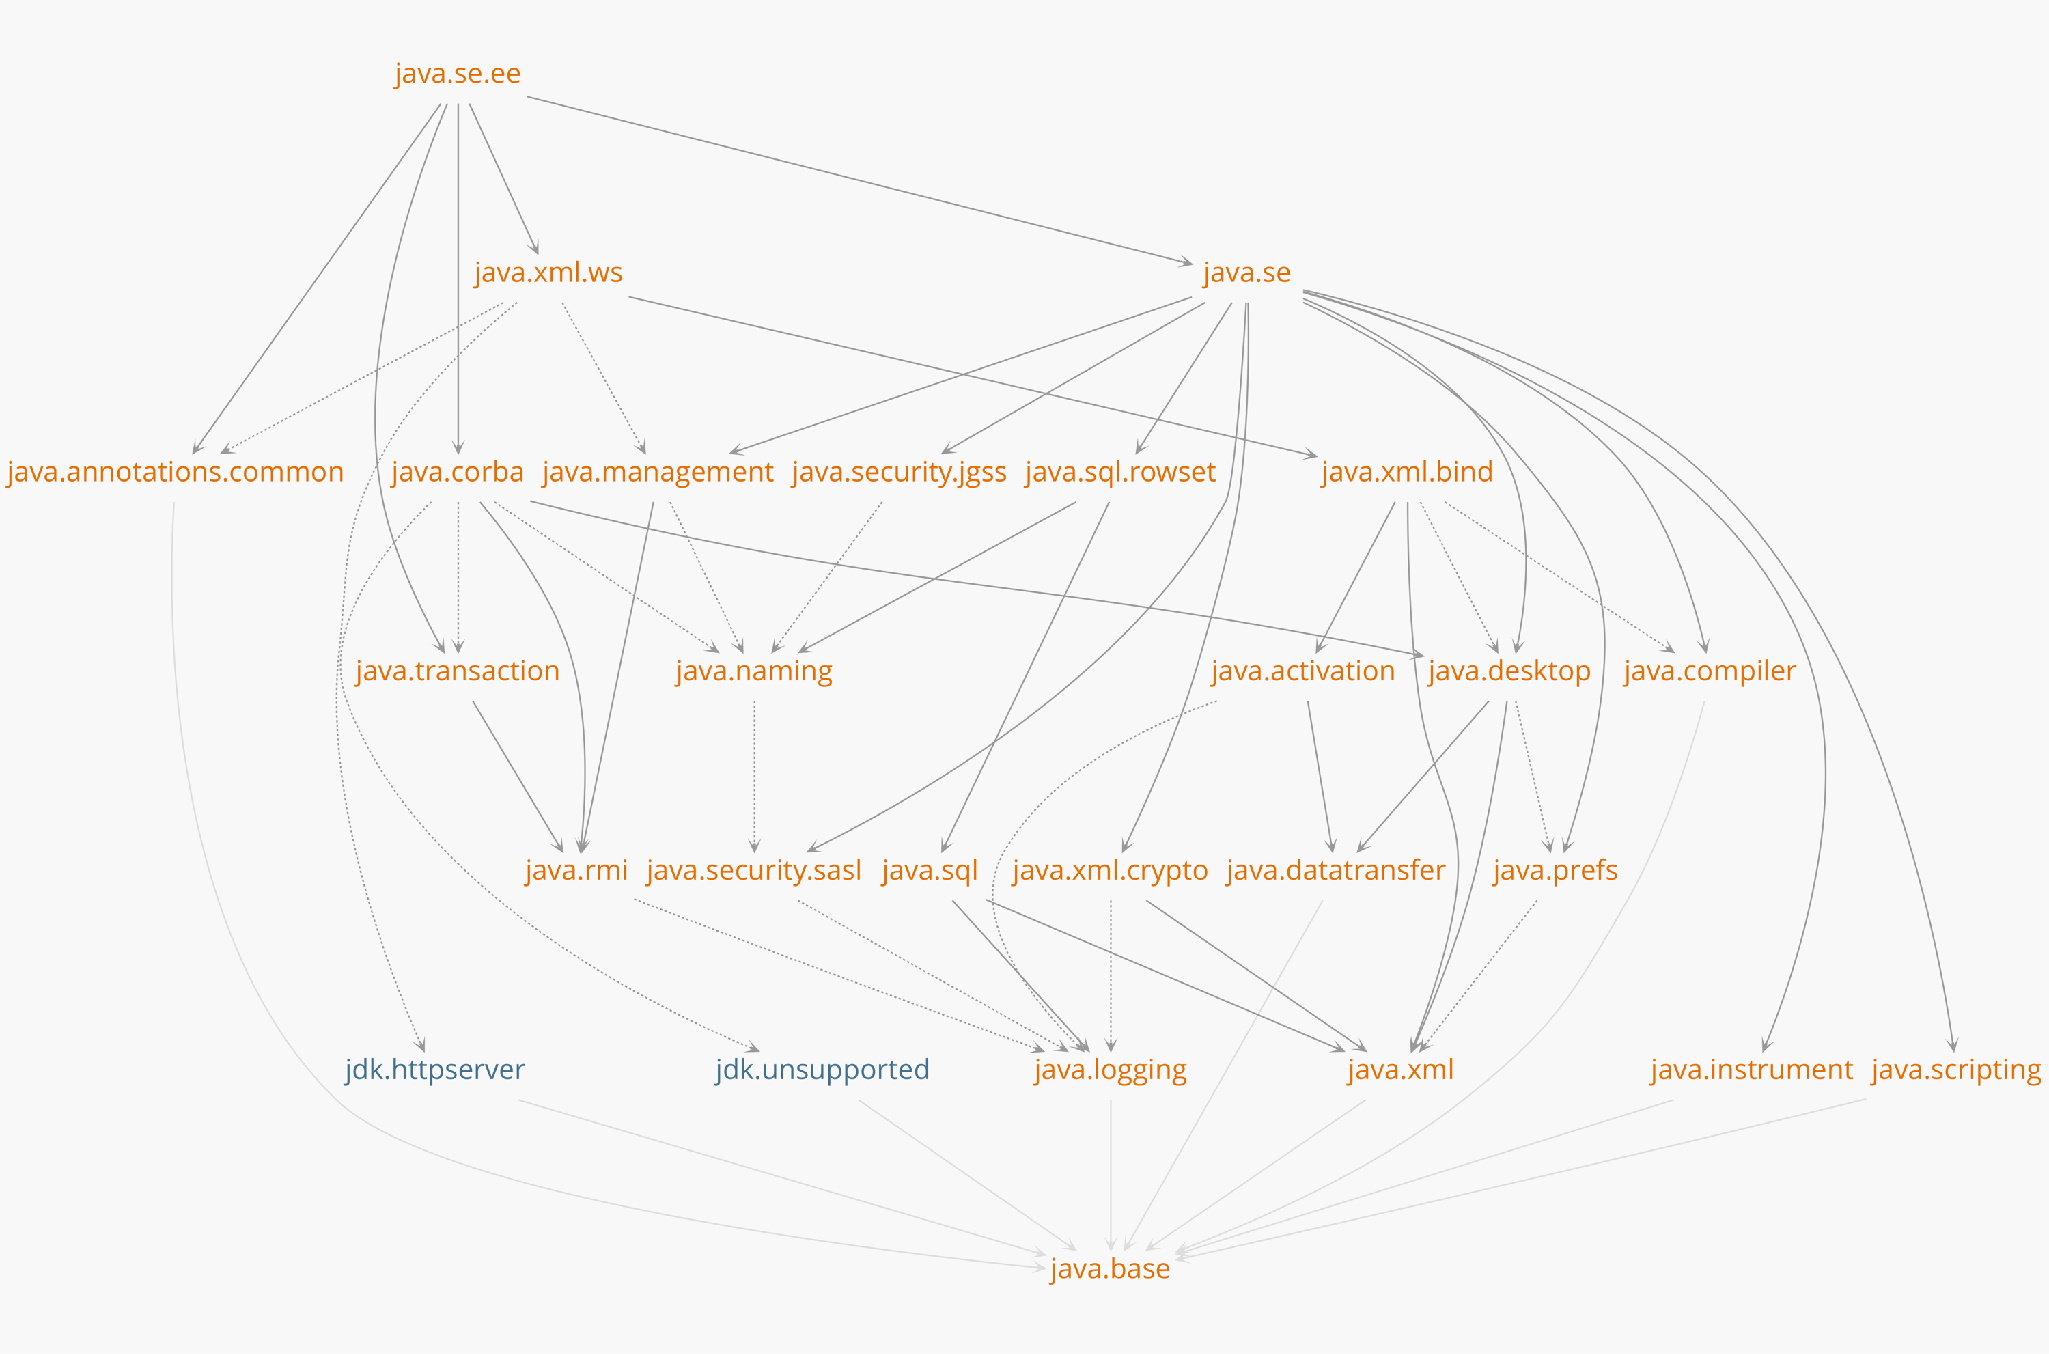 java.se.ee
java.xml.ws
java.se
java.annotations.common
java.corba
java.management
java.security.jgss
java.sql.rowset
java.xml.bind
java.transaction
java.naming
java.activation
java.desktop
java.compiler
java.rmi
java.security.sasl
java.sql
java.xml.crypto
java.datatransfer
java.prefs
jdk.httpserver
jdk.unsupported
java.logging
java.xml
java.instrument
java.scripting
java.base